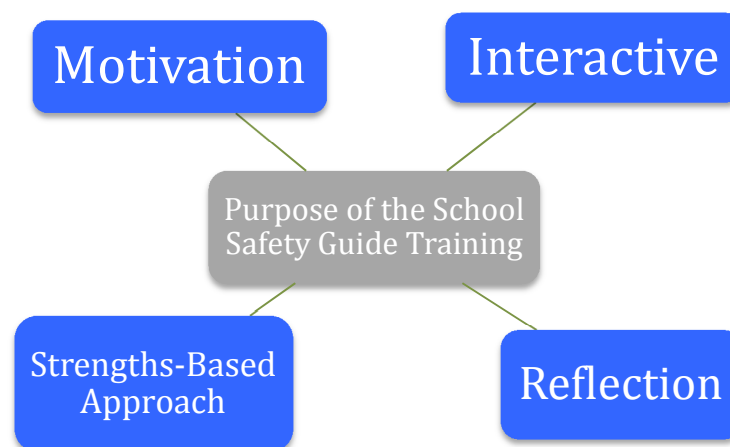 Motivation
Interactive
Purpose of the School
Safety Guide Training
Strengths-Based
Approach
Reflection